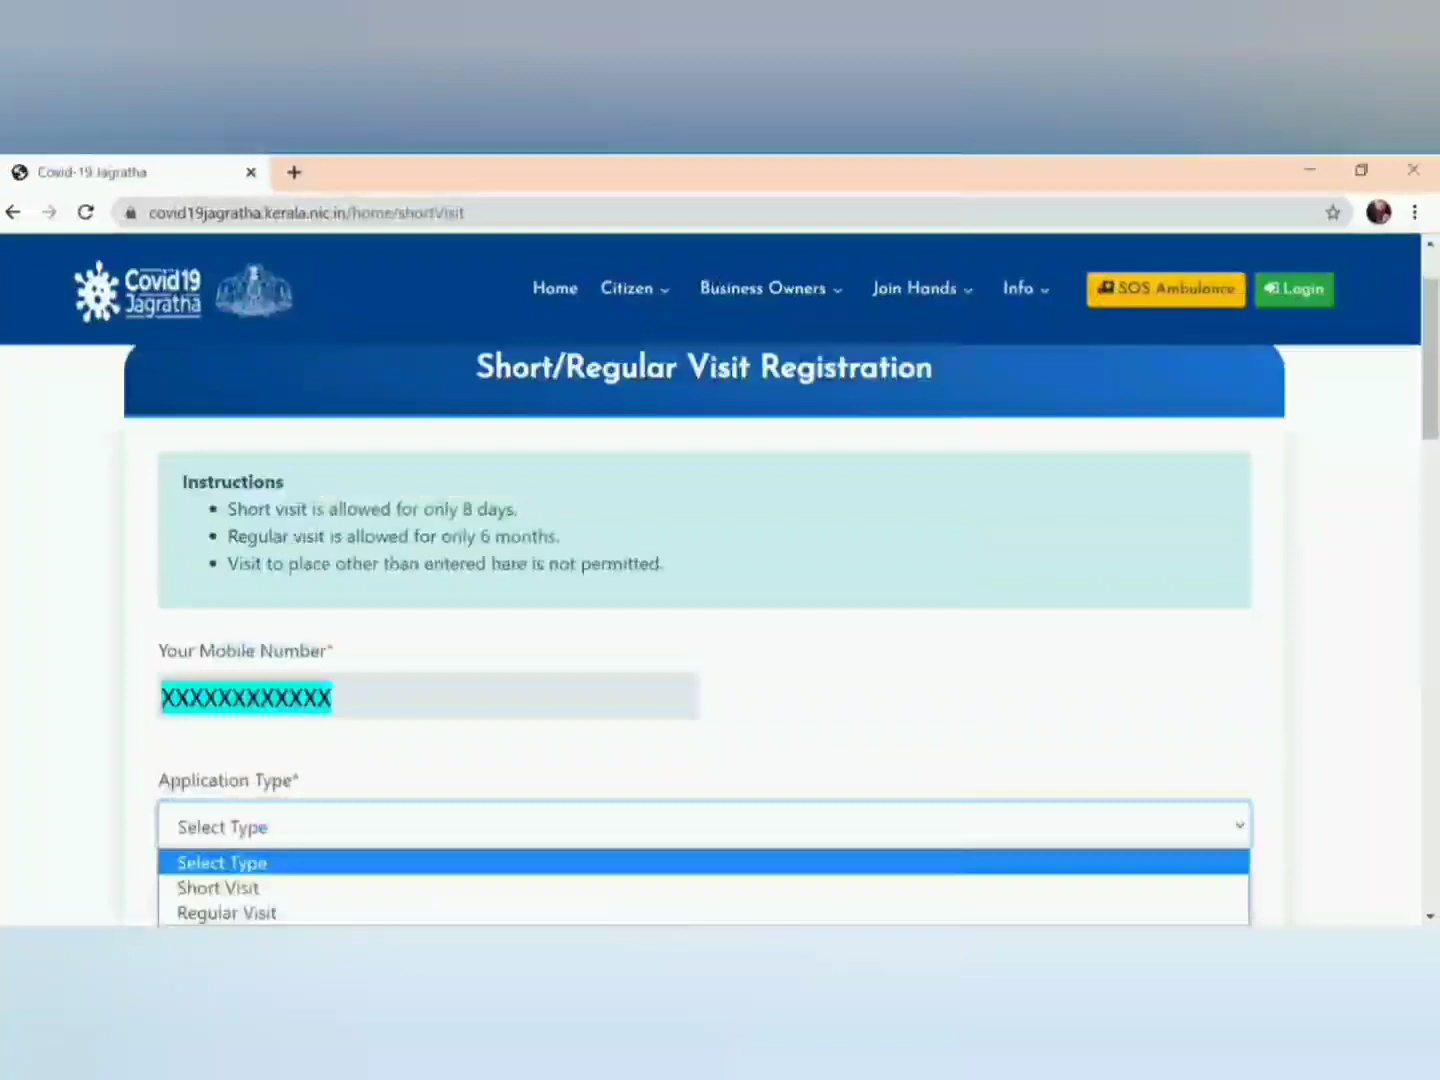 Covid-19 Jagratha
covid19jagratha.kerala.nic.in/home/shortVisit
Covid19
Jagratha
Home Citizen Business Owners Join Hands Info SOS Ambulance Login
Short/Regular Visit Registration
Instructions
• Short visit is allowed for only 8 days.
• Regular visit is allowed for only 6 months.
• Visit to place other than entered here is not permitted.
Your Mobile Number*
XXXXXXXXXXXX
Application Type*
Select Type
Select Type
Short Visit
Regular Visit